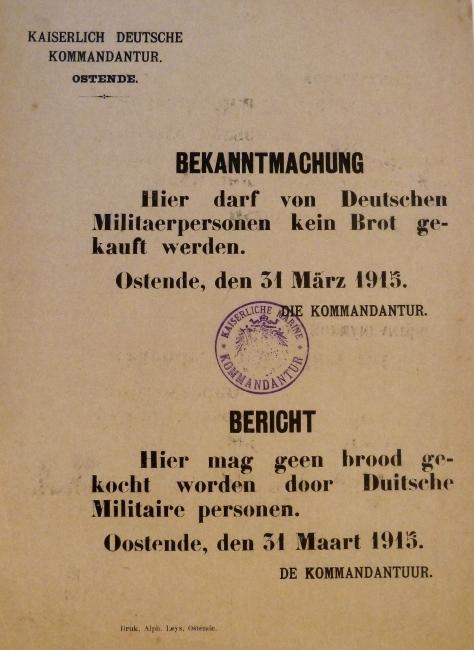 KAISERLICH DEUTSCHE
KOMMANDANTUR.
OSTENDE.
BEKANNTMACHUNG
Hier darf von Deutschen
Militaerpersonen kein Brot ge-
kauft werden.
Ostende, den 31 März 1915.
DIE KOMMANDANTUR.
KAISERLICHE MARINE
KOMMANDANTUR
BERICHT
Hier mag geen brood ge-
kocht worden door Duitsche
Militaire personen.
Oostende, den 31 Maart 1915.
DE KOMMANDANTUUR.
Druk. Alph. Leys, Ostende.